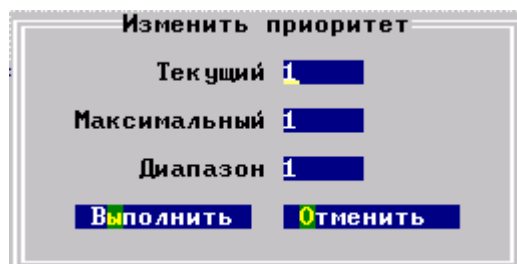 Изменить приоритет
Текущий 1
Максимальный 1
Диапазон 1
Выполнить Отменить